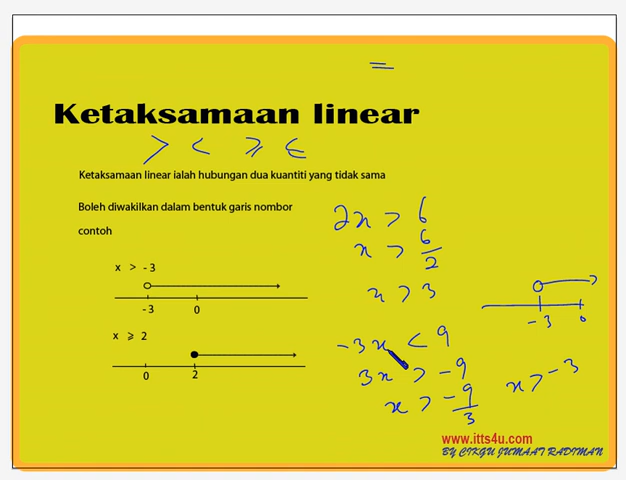 =
Ketaksamaan linear
> < ⩾ ⩽
Ketaksamaan linear ialah hubungan dua kuantiti yang tidak sama
Boleh diwakilkan dalam bentuk garis nombor
contoh
x > -3
-3 0
x ⩾ 2
0 2
2x > 6
x > 6/2
x > 3
-3x < 9
3x > -9
x > -9/3
-3 0
x > -3
www.itts4u.com
BY CIKGU JUMAAT RADIMAN